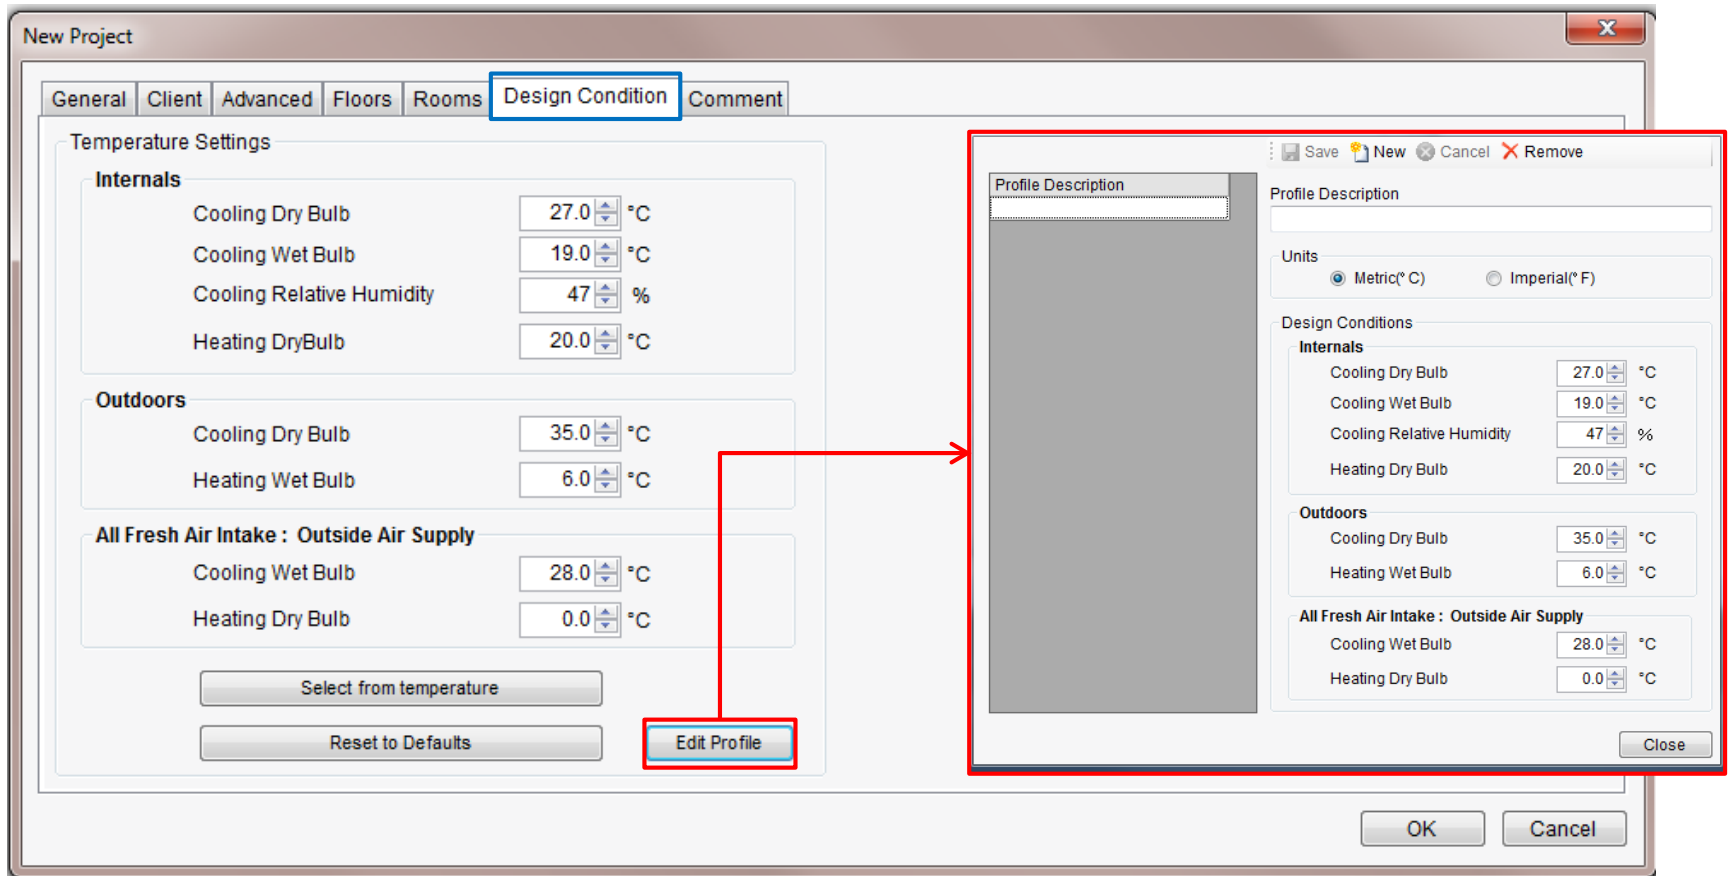 New Project
General Client Advanced Floors Rooms Design Condition Comment
Temperature Settings
Internals
Cooling Dry Bulb 27.0 °C
Cooling Wet Bulb 19.0 °C
Cooling Relative Humidity 47 %
Heating DryBulb 20.0 °C
Outdoors
Cooling Dry Bulb 35.0 °C
Heating Wet Bulb 6.0 °C
All Fresh Air Intake : Outside Air Supply
Cooling Wet Bulb 28.0 °C
Heating Dry Bulb 0.0 °C
Select from temperature
Reset to Defaults Edit Profile
Save New Cancel Remove
Profile Description
Profile Description
Units
Metric(° C) Imperial(° F)
Design Conditions
Internals
Cooling Dry Bulb 27.0 °C
Cooling Wet Bulb 19.0 °C
Cooling Relative Humidity 47 %
Heating Dry Bulb 20.0 °C
Outdoors
Cooling Dry Bulb 35.0 °C
Heating Wet Bulb 6.0 °C
All Fresh Air Intake : Outside Air Supply
Cooling Wet Bulb 28.0 °C
Heating Dry Bulb 0.0 °C
Close
OK Cancel